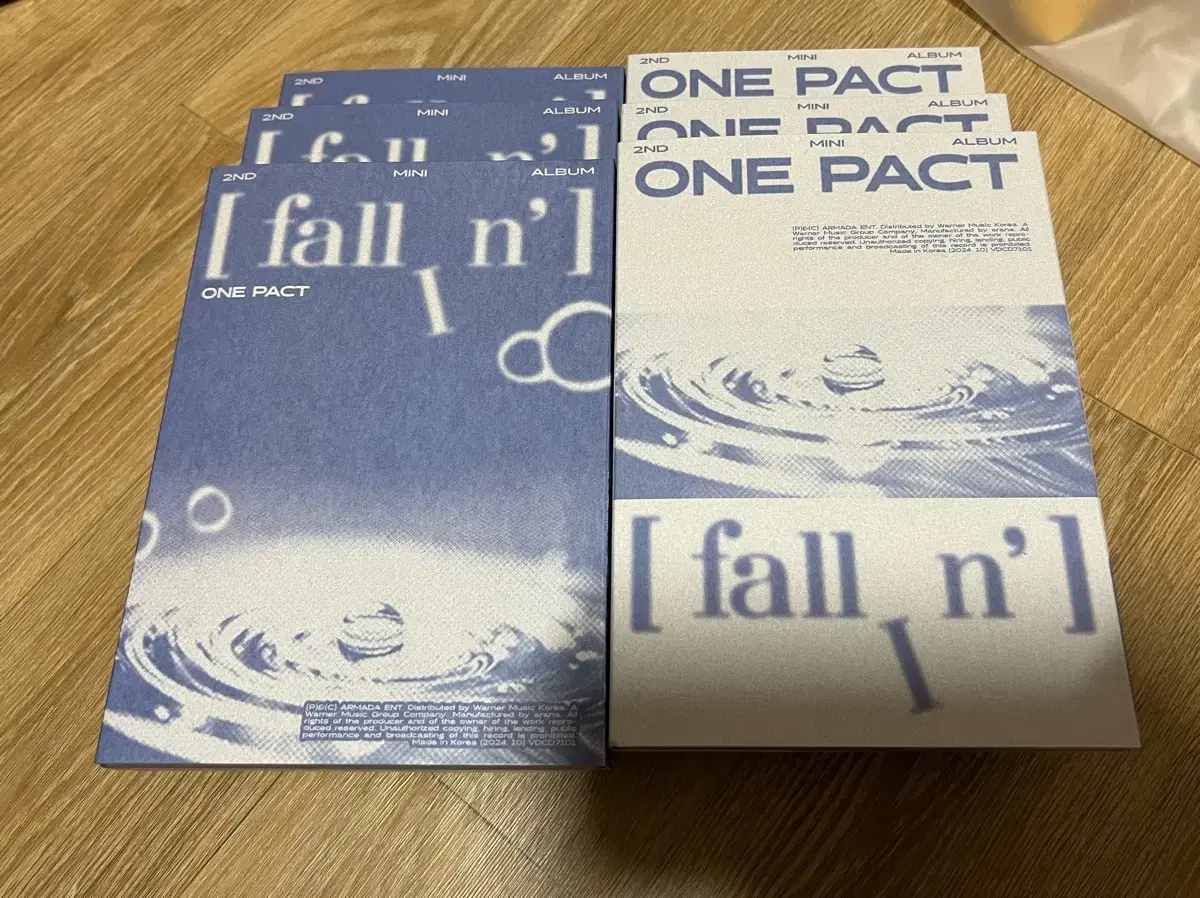 2ND MINI ALBUM
2ND MINI ALBUM
[ fall n' ]
2ND MINI ALBUM
[ fall I n' ]
ONE PACT
(P)&(C) ARMADA ENT. Distributed by Warner Music Korea. A
Warner Music Group Company. Manufactured by arana. All
rights of the producer and of the owner of the work repro-
duced reserved. Unauthorized copying, hiring, lending, public
performance and broadcasting of this record is prohibited.
Made in Korea (2024. 10) VDCD7101
2ND MINI ALBUM
ONE PACT
2ND MINI ALBUM
ONE PACT
2ND MINI ALBUM
ONE PACT
(P)&(C) ARMADA ENT. Distributed by Warner Music Korea. A
Warner Music Group Company. Manufactured by arana. All
rights of the producer and of the owner of the work repro-
duced reserved. Unauthorized copying, hiring, lending, public
performance and broadcasting of this record is prohibited.
Made in Korea (2024. 10) VDCD7101
[ fall I n' ]